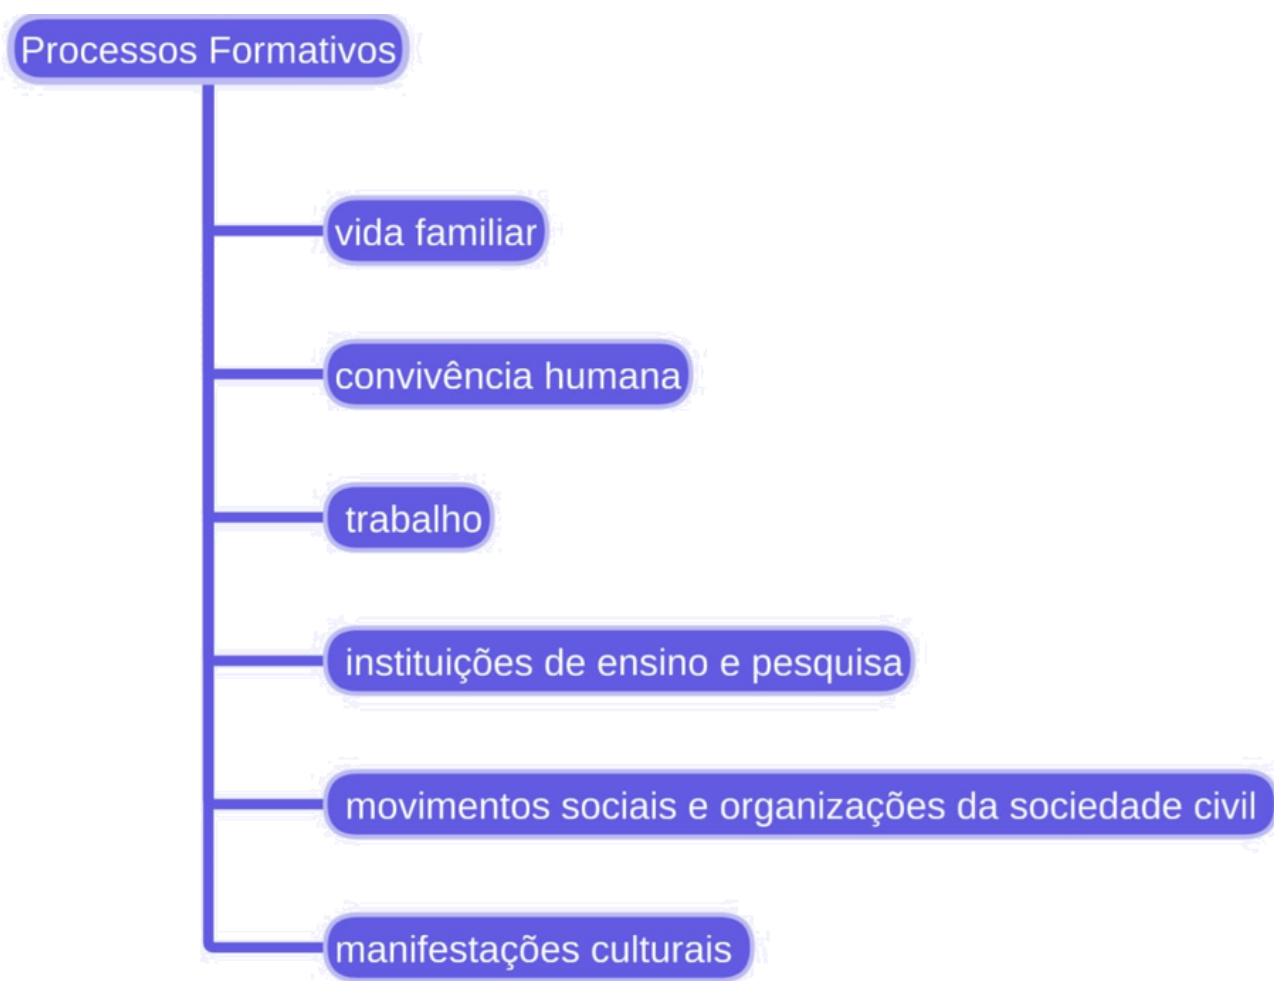 Processos Formativos
vida familiar
convivência humana
trabalho
instituições de ensino e pesquisa
movimentos sociais e organizações da sociedade civil
manifestações culturais